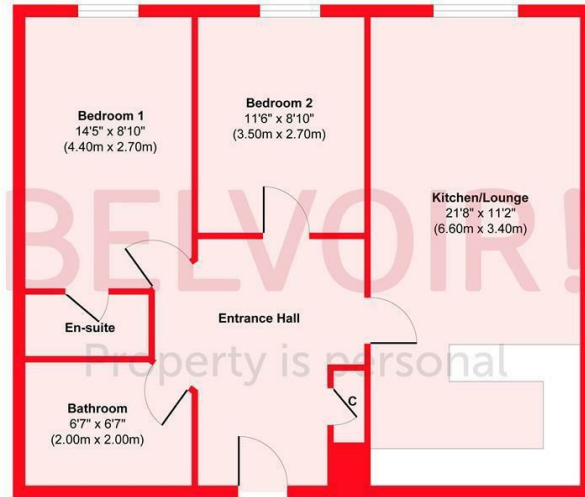 Bedroom 1
14'5" x 8'10"
(4.40m x 2.70m)
Bedroom 2
11'6" x 8'10"
(3.50m x 2.70m)
Kitchen/Lounge
21'8" x 11'2"
(6.60m x 3.40m)
BELVOIR!
Entrance Hall
En-suite
Property is personal
Bathroom
6'7" x 6'7"
(2.00m x 2.00m)
C